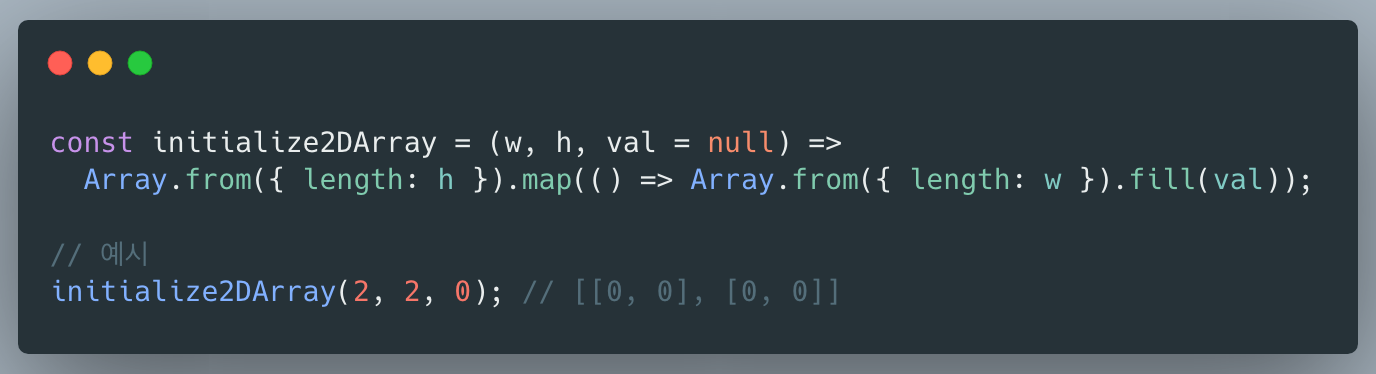 const initialize2DArray = (w, h, val = null) =>
  Array.from({ length: h }).map(() => Array.from({ length: w }).fill(val));

// 예시
initialize2DArray(2, 2, 0); // [[0, 0], [0, 0]]